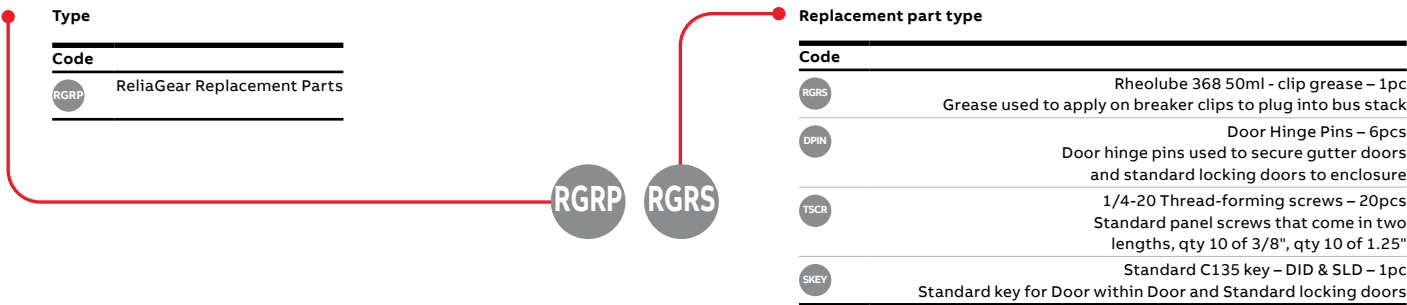 Type
Code
RGRP ReliaGear Replacement Parts
RGRP RGRS
Replacement part type
Code
RGRS Rheolube 368 50ml - clip grease – 1pc
Grease used to apply on breaker clips to plug into bus stack
DPIN Door Hinge Pins – 6pcs
Door hinge pins used to secure gutter doors
and standard locking doors to enclosure
TSCR 1/4-20 Thread-forming screws – 20pcs
Standard panel screws that come in two
lengths, qty 10 of 3/8", qty 10 of 1.25"
SKEY Standard C135 key – DID & SLD – 1pc
Standard key for Door within Door and Standard locking doors